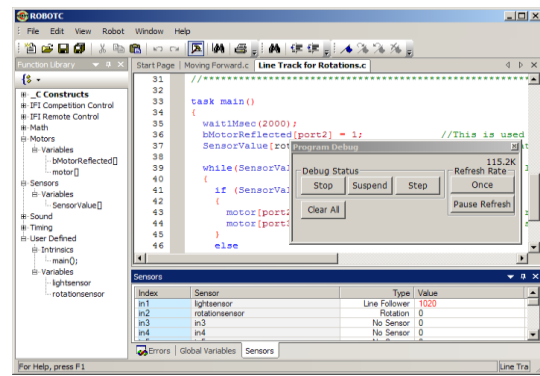 ROBOTC
File Edit View Robot Window Help
Function Library
Start Page Moving Forward.c Line Track for Rotations.c
_C Constructs
IFI Competition Control
IFI Remote Control
Math
Motors
Variables
bMotorReflected[]
motor[]
Sensors
Variables
SensorValue[]
Sound
Timing
User Defined
Intrinsics
main();
Variables
lightsensor
rotationsensor
31
32
33 task main()
34 {
35 wait1Msec(2000);
36 bMotorReflected[port2] = 1; //This is used
37 SensorValue[rot
38
39 while(SensorVal
40 {
41 if (SensorVal
42 {
43 motor[port2
44 motor[port
45 }
46 else
Program Debug
115.2K
Debug Status
Stop Suspend Step
Clear All
Refresh Rate
Once
Pause Refresh
Sensors
Index Sensor Type Value
in1 lightsensor Line Follower 1020
in2 rotationsensor Rotation 0
in3 in3 No Sensor 0
in4 in4 No Sensor 0
Errors Global Variables Sensors
For Help, press F1 Line Tra